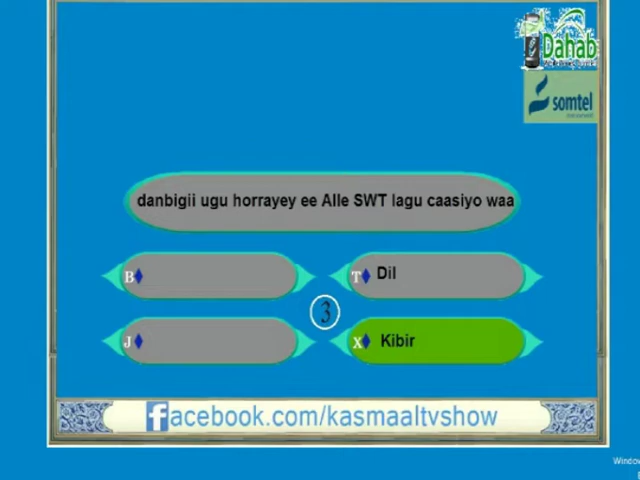 Dahab
somtel
danbigii ugu horrayey ee Alle SWT lagu caasiyo waa
B
T Dil
3
J
X Kibir
facebook.com/kasmaaltvshow